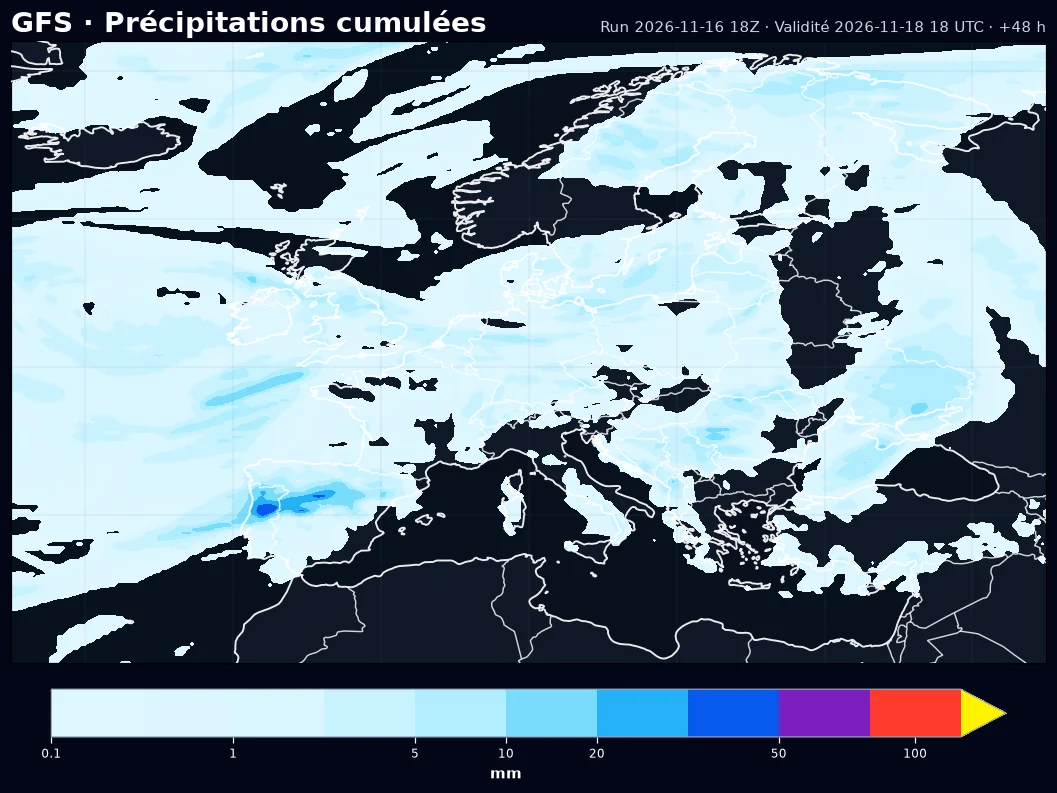 GFS · Précipitations cumulées
Run 2026-11-16 18Z · Validité 2026-11-18 18 UTC · +48 h
0.1 1 5 10 20 50 100
mm